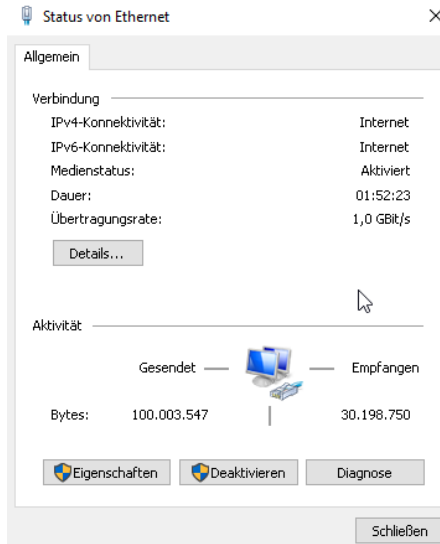 Status von Ethernet
Allgemein
Verbindung
IPv4-Konnektivität: Internet
IPv6-Konnektivität: Internet
Medienstatus: Aktiviert
Dauer: 01:52:23
Übertragungsrate: 1,0 GBit/s
Details...
Aktivität
Gesendet Empfangen
Bytes: 100.003.547 30.198.750
Eigenschaften Deaktivieren Diagnose
Schließen